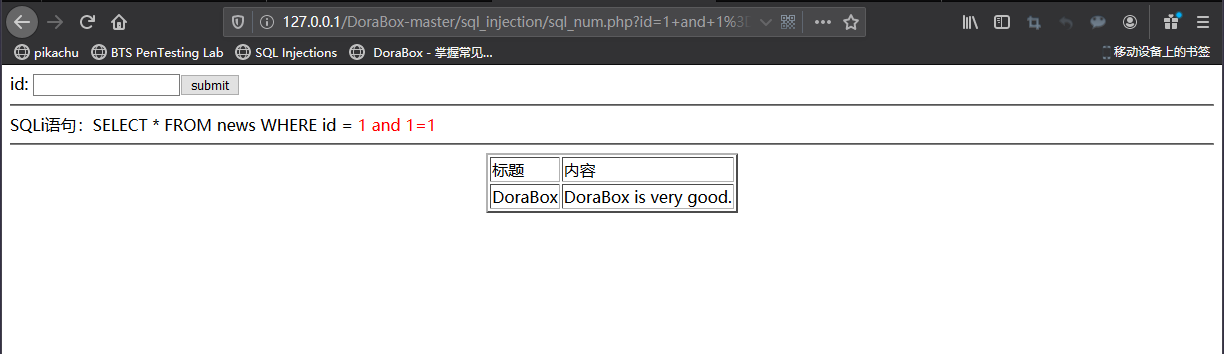 127.0.0.1/DoraBox-master/sql_injection/sql_num.php?id=1+and+1%3D
pikachu BTS PenTesting Lab SQL Injections DoraBox - 掌握常见... 移动设备上的书签
id: submit
SQLi语句：SELECT * FROM news WHERE id = 1 and 1=1
标题 内容
DoraBox DoraBox is very good.